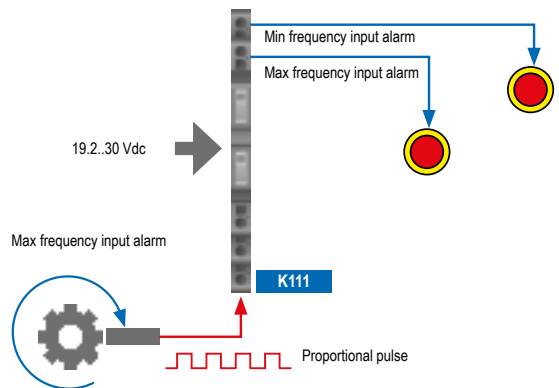 Min frequency input alarm
Max frequency input alarm
19.2..30 Vdc
Max frequency input alarm
K111
Proportional pulse